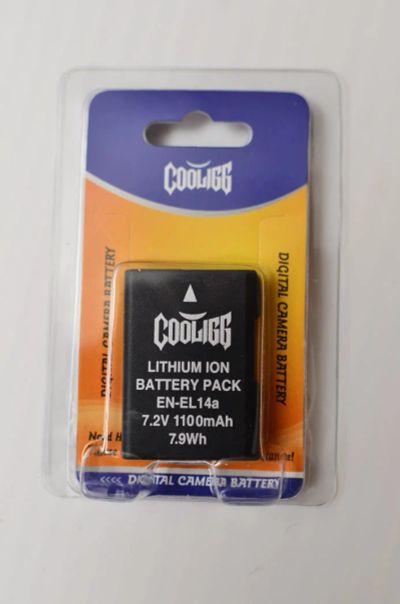 COOLIGG
DIGITAL CAMERA BATTERY
DIGITAL CAMERA BATTERY
COOLIGG
LITHIUM ION
BATTERY PACK
EN-EL14a
7.2V 1100mAh
7.9Wh
Need
<<<< DIGITAL CAMERA BATTERY